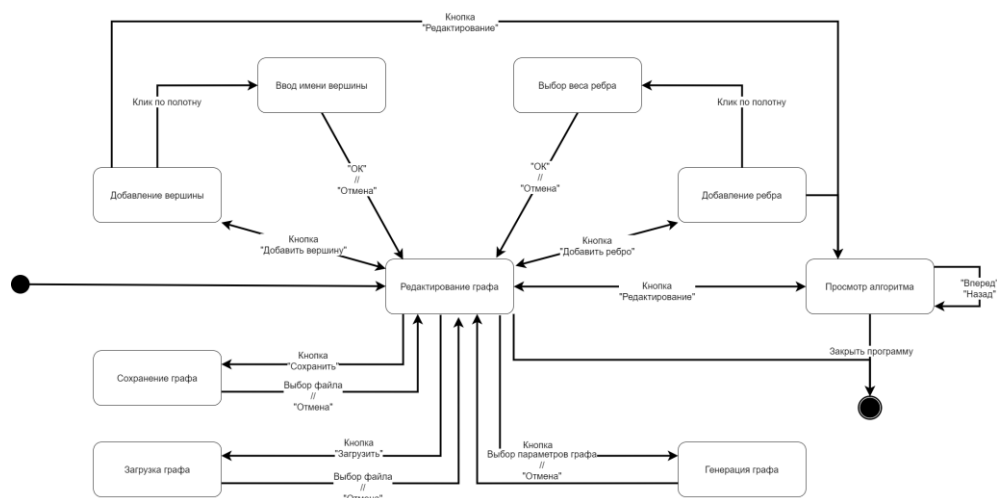 Кнопка
"Редактирование"
Ввод имени вершины
Выбор веса ребра
Клик по полотну
Клик по полотну
"ОК"
//
"Отмена"
"ОК"
//
"Отмена"
Добавление вершины
Добавление ребра
Кнопка
"Добавить вершину"
Кнопка
"Добавить ребро"
Редактирование графа
Кнопка
"Редактирование"
Просмотр алгоритма
"Вперед"
"Назад"
Закрыть программу
Кнопка
"Сохранить"
Сохранение графа
Выбор файла
//
"Отмена"
Кнопка
"Загрузить"
Загрузка графа
Выбор файла
//
"Отмена"
Кнопка
Выбор параметров графа
//
"Отмена"
Генерация графа